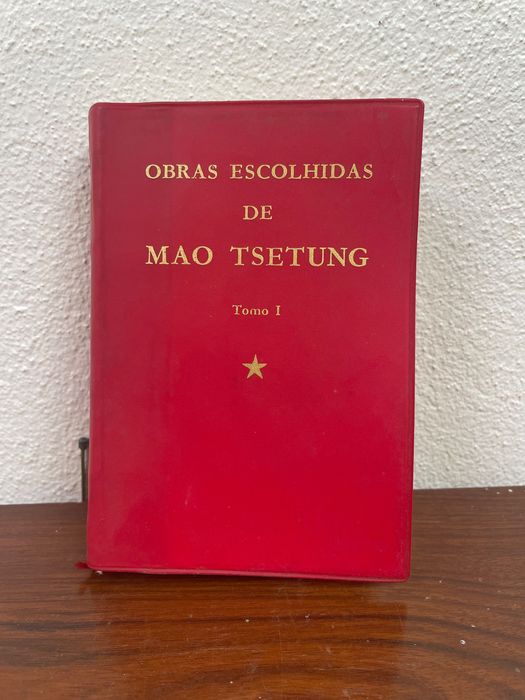 OBRAS ESCOLHIDAS
DE
MAO TSETUNG
Tomo I